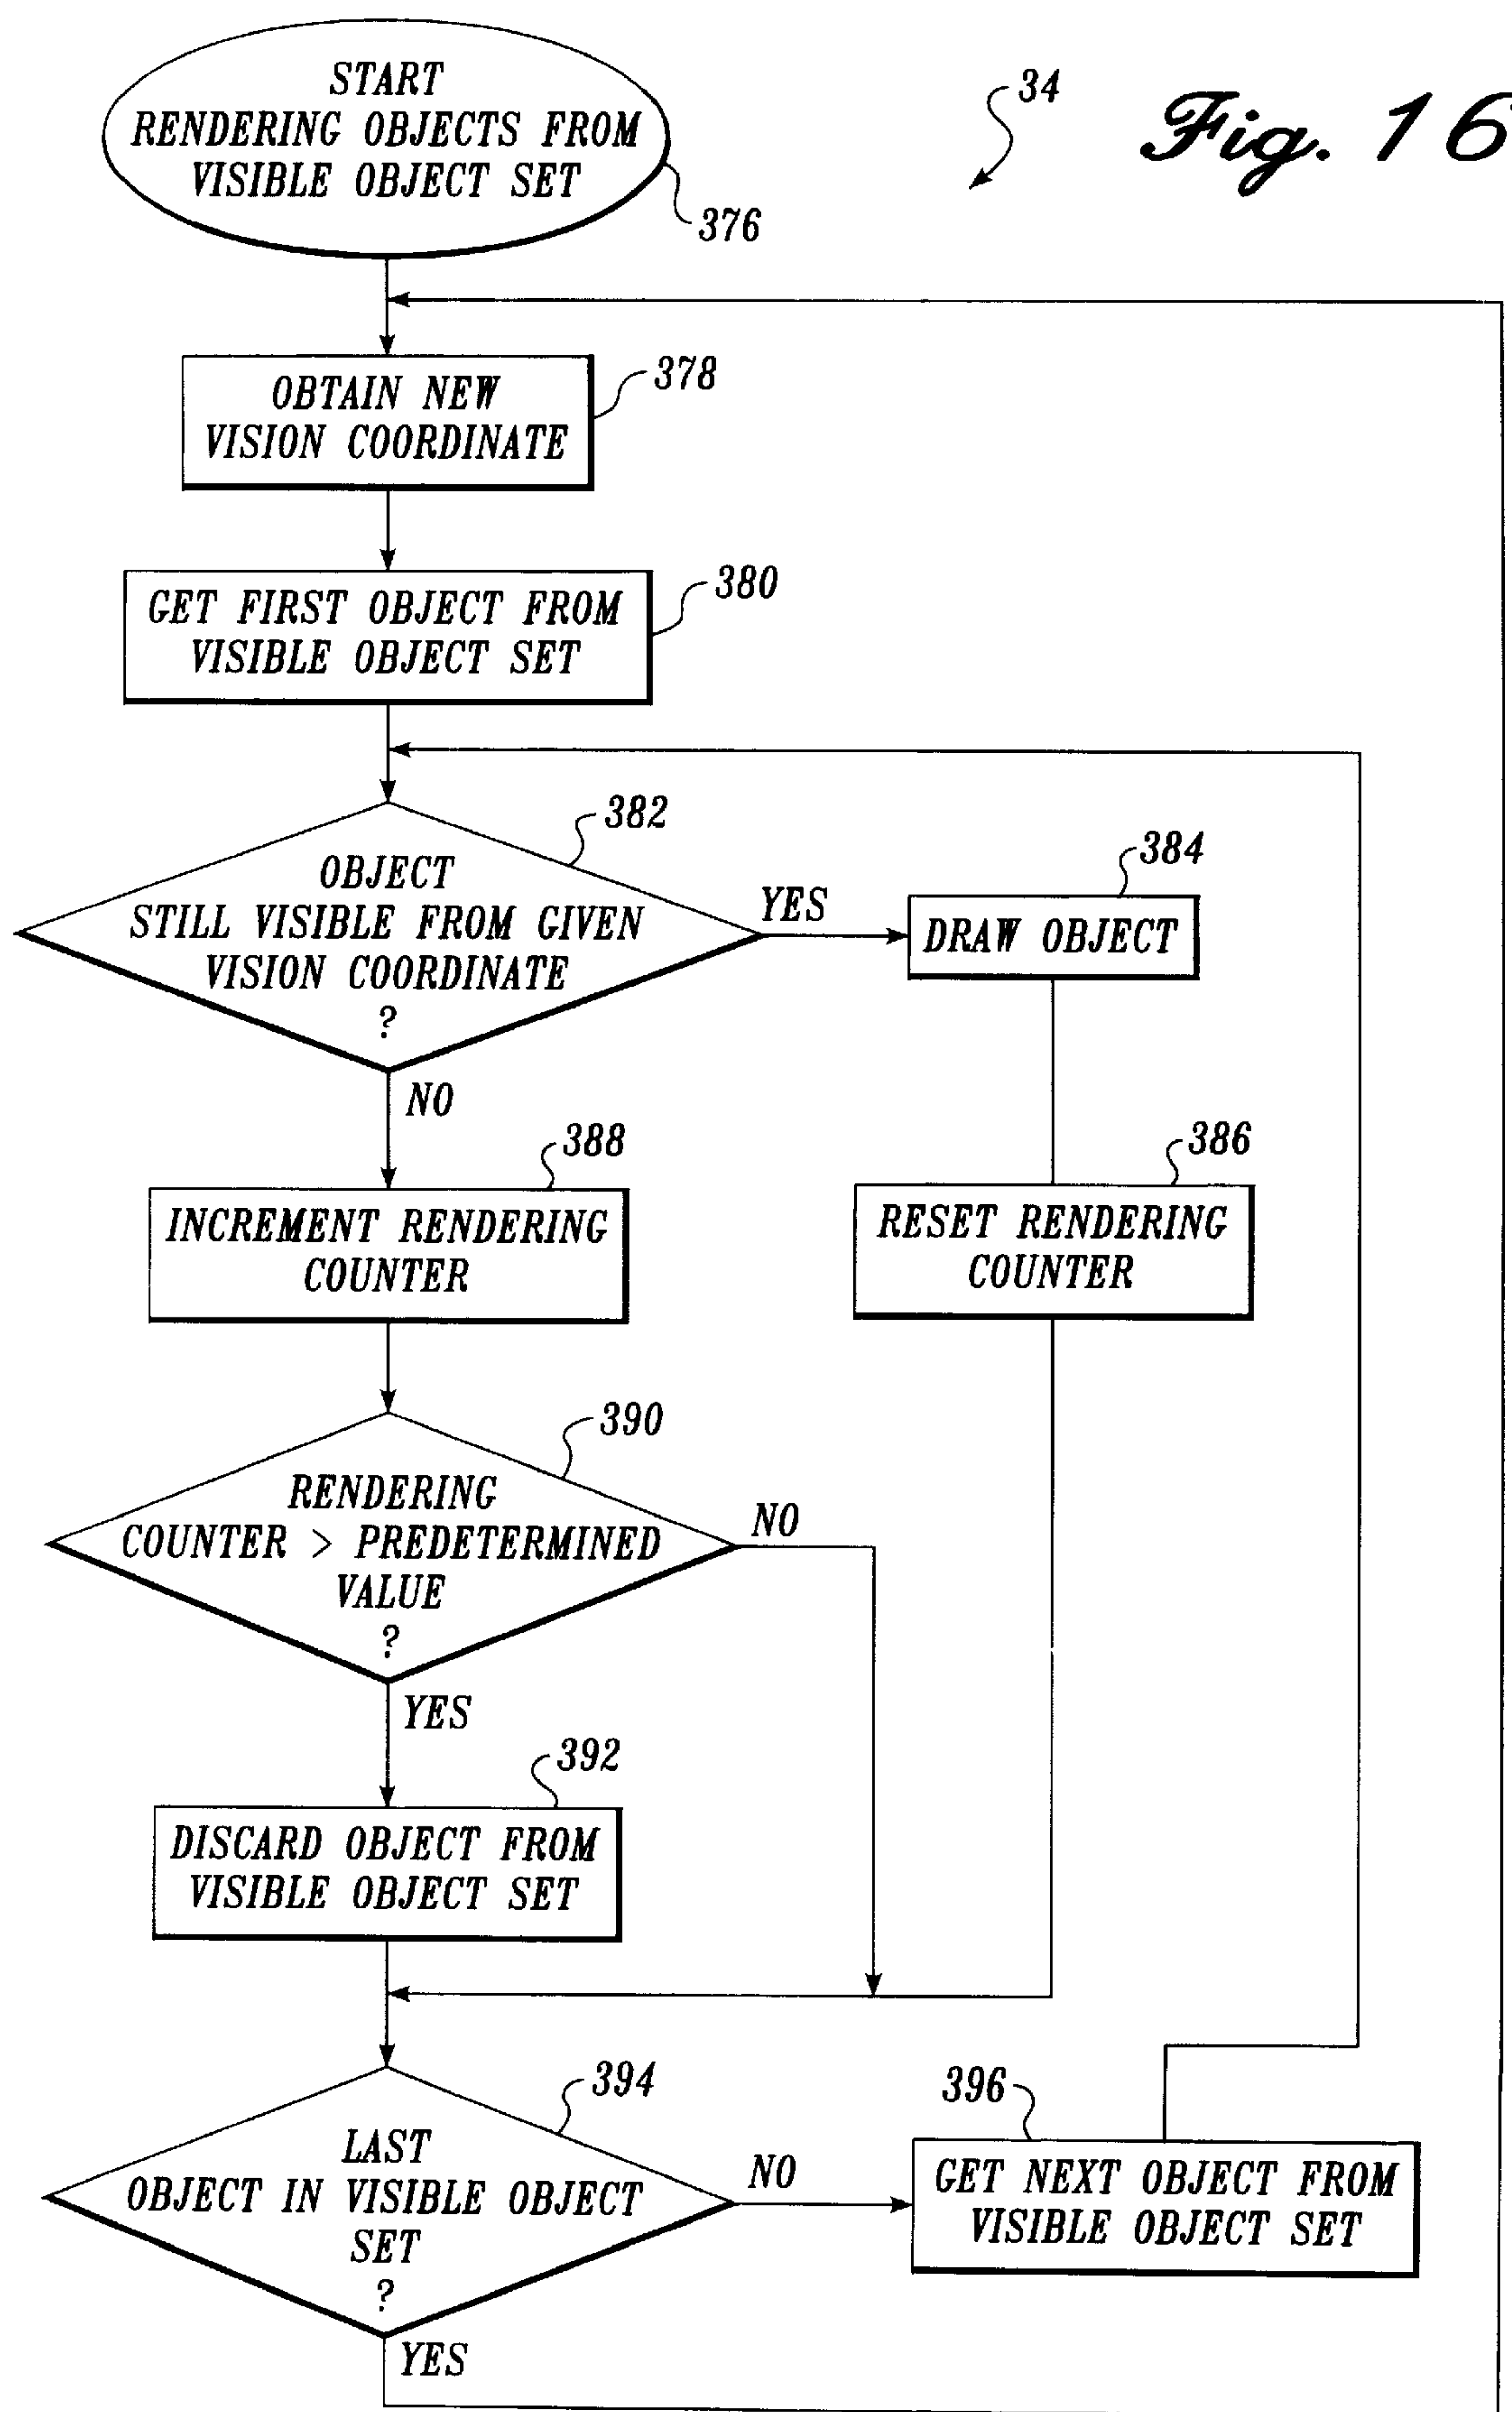 START
RENDERING OBJECTS FROM
VISIBLE OBJECT SET
376
34
Fig. 16
OBTAIN NEW
VISION COORDINATE
378
GET FIRST OBJECT FROM
VISIBLE OBJECT SET
380
OBJECT
STILL VISIBLE FROM GIVEN
VISION COORDINATE
?
382
YES
DRAW OBJECT
384
NO
INCREMENT RENDERING
COUNTER
388
RESET RENDERING
COUNTER
386
RENDERING
COUNTER > PREDETERMINED
VALUE
?
390
NO
YES
DISCARD OBJECT FROM
VISIBLE OBJECT SET
392
LAST
OBJECT IN VISIBLE OBJECT
SET
?
394
NO
GET NEXT OBJECT FROM
VISIBLE OBJECT SET
396
YES